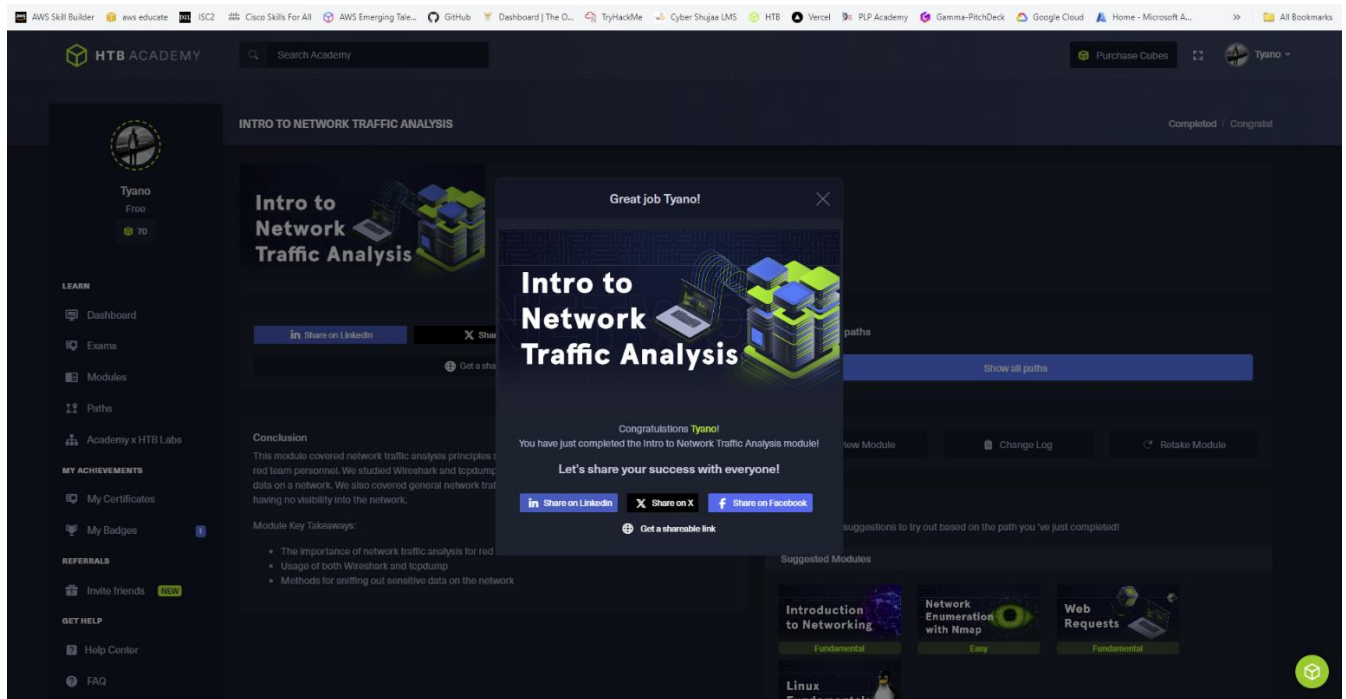 AWS Skill Builder
aws educate
ISC2
Cisco Skills For All
AWS Emerging Tale...
GitHub
Dashboard | The O...
TryHackMe
Cyber Shujaa LMS
HTB
Vercel
PLP Academy
Gamma-PitchDeck
Google Cloud
Home - Microsoft A...
»
All Bookmarks
HTB ACADEMY
Search Academy
Purchase Cubes
Tyano
INTRO TO NETWORK TRAFFIC ANALYSIS
Completed / Congrats!
Tyano
Free
70
LEARN
Dashboard
Exams
Modules
Paths
Academy x HTB Labs
MY ACHIEVEMENTS
My Certificates
My Badges
1
REFERRALS
Invite friends NEW
GET HELP
Help Center
FAQ
Intro to
Network
Traffic Analysis
Share on LinkedIn
Shar
Get a sha
Conclusion
This module covered network traffic analysis principles
red team personnel. We studied Wireshark and tcpdump
data on a network. We also covered general network traf
having no visibility into the network.
Module Key Takeaways:
The importance of network traffic analysis for red
Usage of both Wireshark and tcpdump
Methods for sniffing out sensitive data on the network
Great job Tyano!
Intro to
Network
Traffic Analysis
Congratulations Tyano!
You have just completed the Intro to Network Traffic Analysis module!
Let's share your success with everyone!
Share on LinkedIn
Share on X
Share on Facebook
Get a shareable link
paths
Show all paths
iew Module
Change Log
Retake Module
suggestions to try out based on the path you 've just completed!
Suggested Modules
Introduction
to Networking
Fundamental
Network
Enumeration
with Nmap
Easy
Web
Requests
Fundamental
Linux